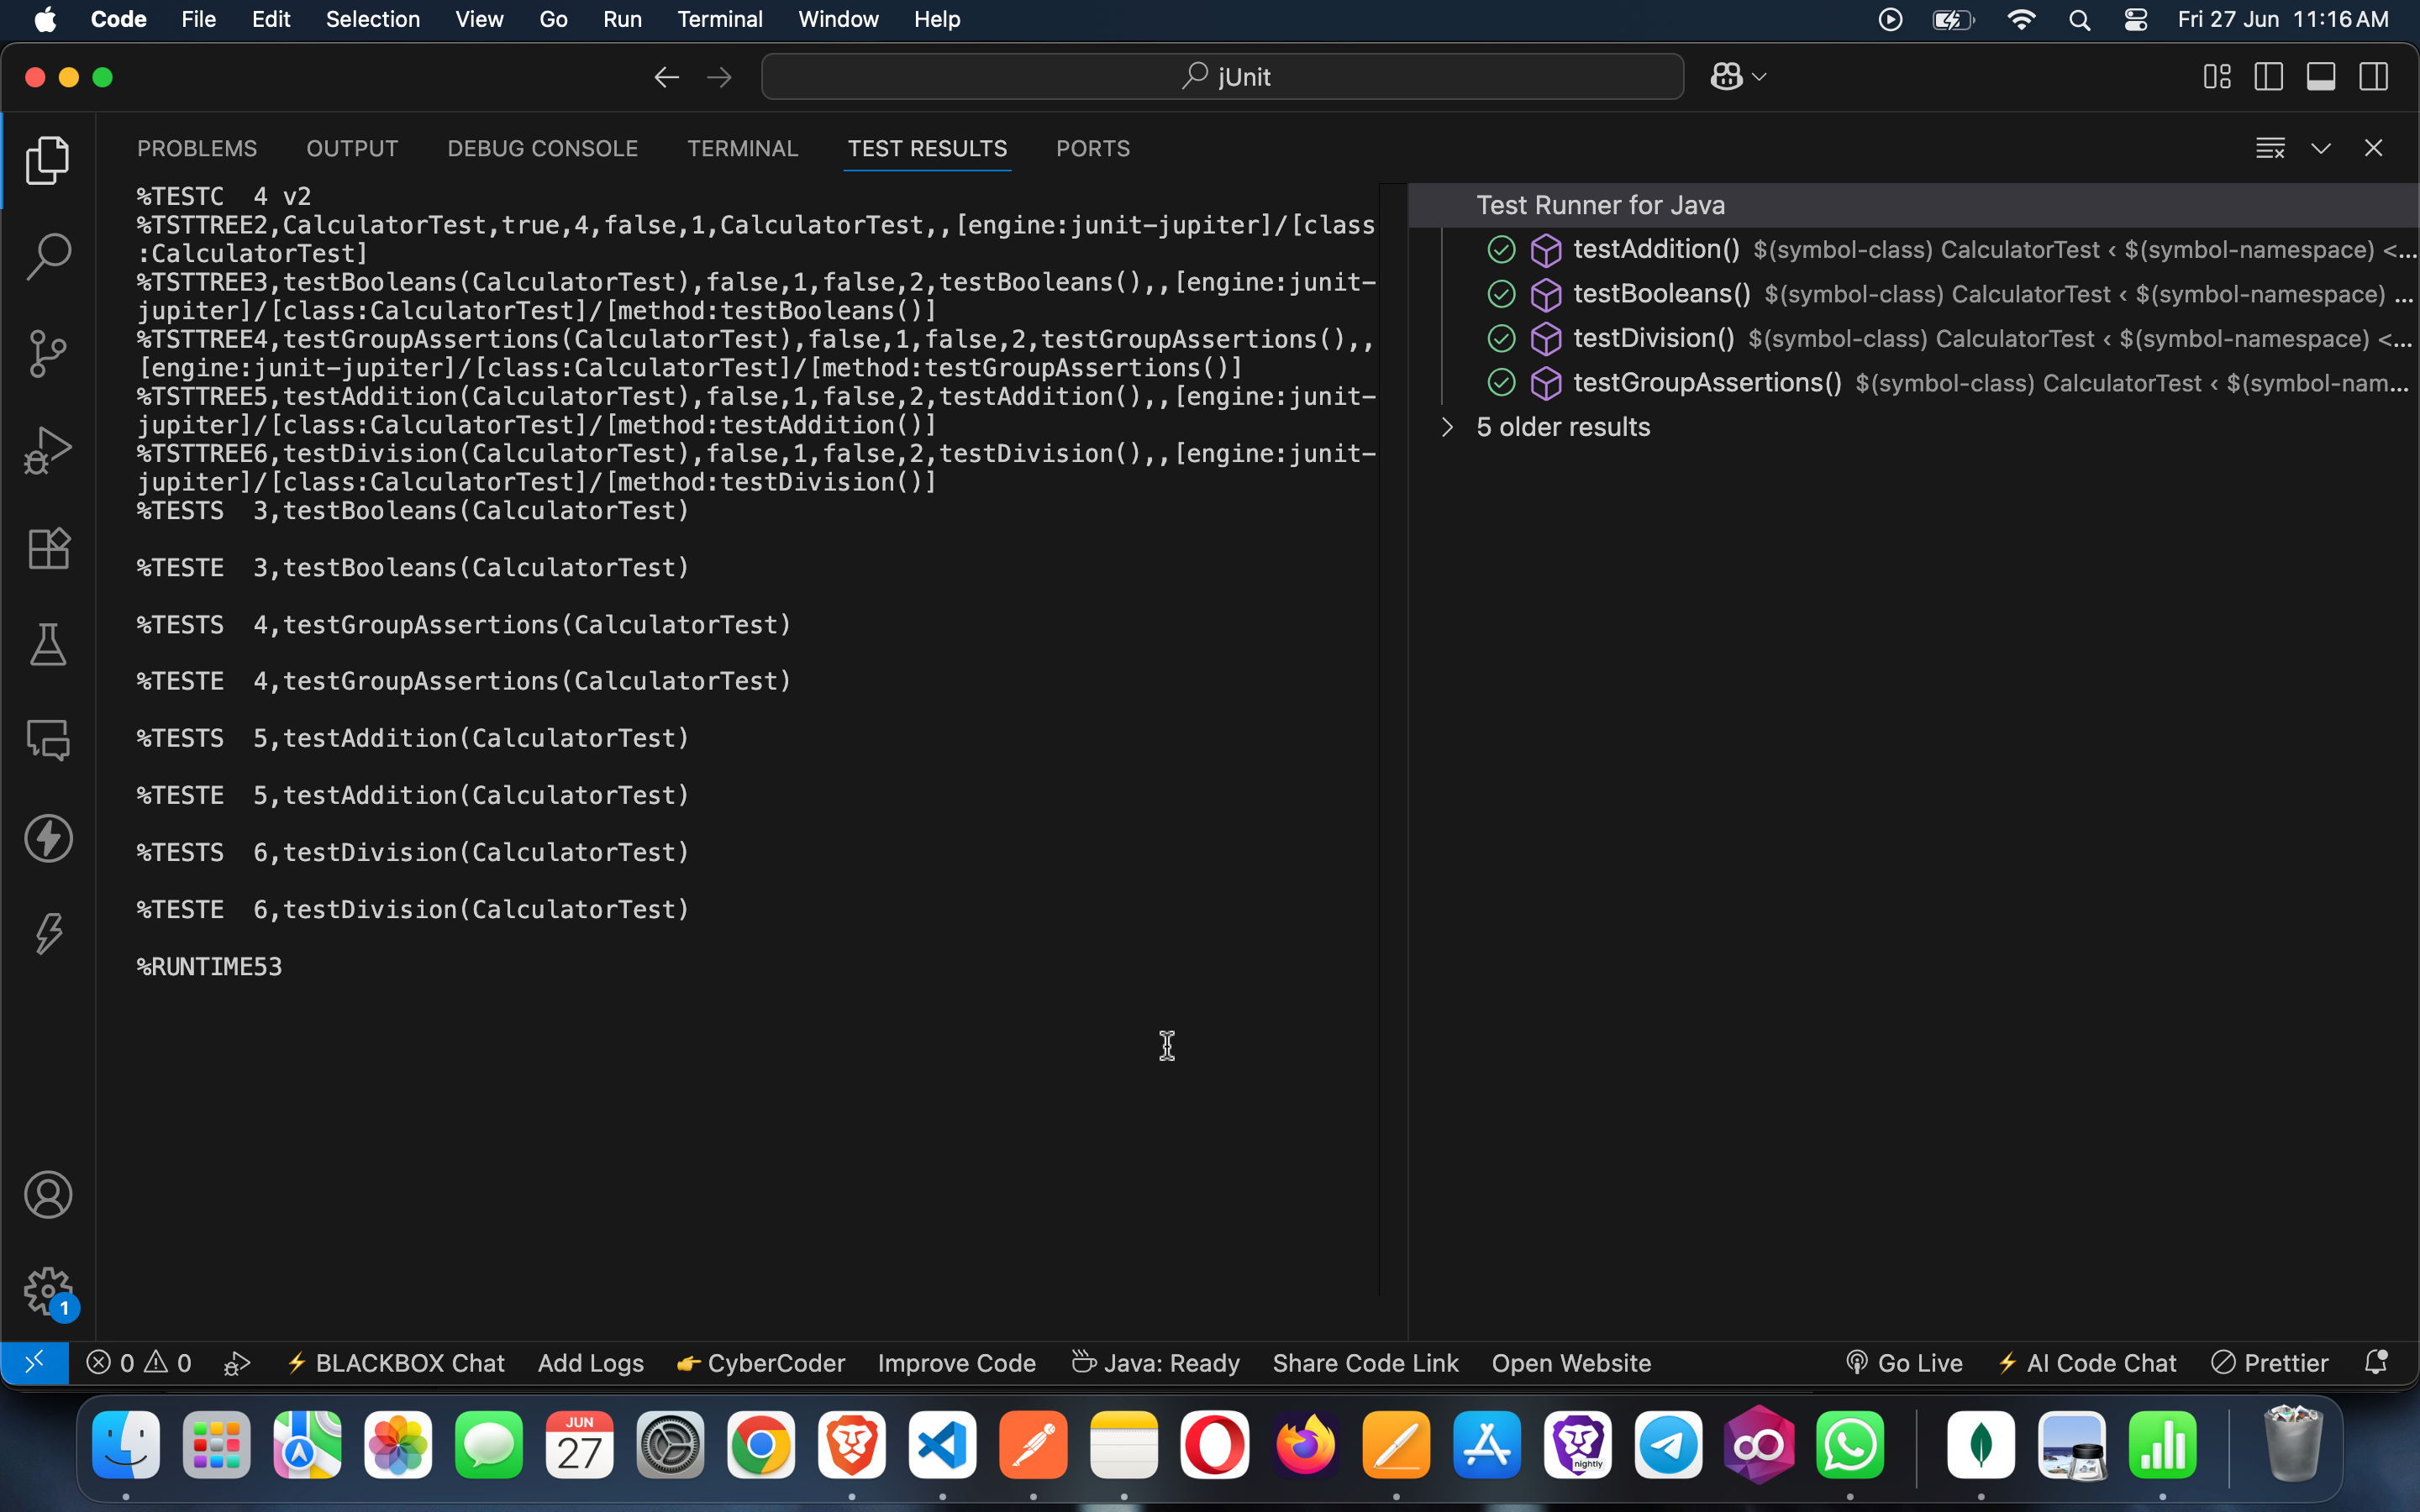 Code File Edit Selection View Go Run Terminal Window Help Fri 27 Jun 11:16 AM
jUnit
PROBLEMS OUTPUT DEBUG CONSOLE TERMINAL TEST RESULTS PORTS
%TESTC  4 v2
%TSTTREE2,CalculatorTest,true,4,false,1,CalculatorTest,,[engine:junit-jupiter]/[class
:CalculatorTest]
%TSTTREE3,testBooleans(CalculatorTest),false,1,false,2,testBooleans(),,[engine:junit-
jupiter]/[class:CalculatorTest]/[method:testBooleans()]
%TSTTREE4,testGroupAssertions(CalculatorTest),false,1,false,2,testGroupAssertions(),,
[engine:junit-jupiter]/[class:CalculatorTest]/[method:testGroupAssertions()]
%TSTTREE5,testAddition(CalculatorTest),false,1,false,2,testAddition(),,[engine:junit-
jupiter]/[class:CalculatorTest]/[method:testAddition()]
%TSTTREE6,testDivision(CalculatorTest),false,1,false,2,testDivision(),,[engine:junit-
jupiter]/[class:CalculatorTest]/[method:testDivision()]
%TESTS  3,testBooleans(CalculatorTest)
%TESTE  3,testBooleans(CalculatorTest)
%TESTS  4,testGroupAssertions(CalculatorTest)
%TESTE  4,testGroupAssertions(CalculatorTest)
%TESTS  5,testAddition(CalculatorTest)
%TESTE  5,testAddition(CalculatorTest)
%TESTS  6,testDivision(CalculatorTest)
%TESTE  6,testDivision(CalculatorTest)
%RUNTIME53
Test Runner for Java
testAddition() $(symbol-class) CalculatorTest ‹ $(symbol-namespace) <...
testBooleans() $(symbol-class) CalculatorTest ‹ $(symbol-namespace) ...
testDivision() $(symbol-class) CalculatorTest ‹ $(symbol-namespace) <...
testGroupAssertions() $(symbol-class) CalculatorTest ‹ $(symbol-nam...
5 older results
1
0 0 BLACKBOX Chat Add Logs CyberCoder Improve Code Java: Ready Share Code Link Open Website Go Live AI Code Chat Prettier
JUN
27
nightly